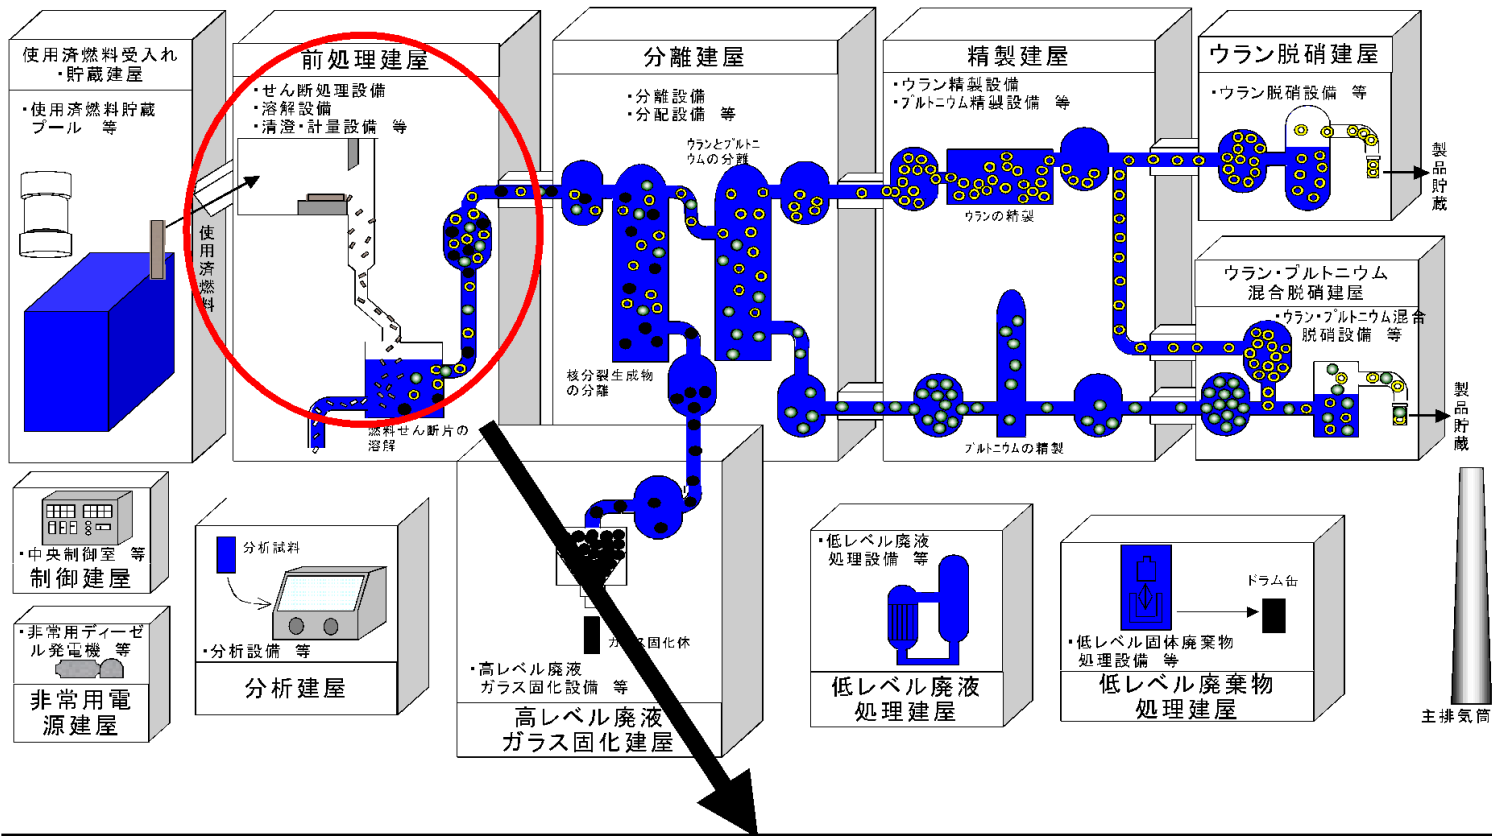 使用済燃料受入れ
・貯蔵建屋
・使用済燃料貯蔵
プール 等
使用済燃料
前処理建屋
・せん断処理設備
・溶解設備
・清澄・計量設備 等
燃料せん断片の
溶解
分離建屋
・分離設備
・分配設備 等
ウランとプルトニ
ウムの分離
核分裂生成物
の分離
精製建屋
・ウラン精製設備
・プルトニウム精製設備 等
ウランの精製
プルトニウムの精製
ウラン脱硝建屋
・ウラン脱硝設備 等
製品貯蔵
ウラン・プルトニウム
混合脱硝建屋
・ウラン・プルトニウム混合
脱硝設備 等
製品貯蔵
・中央制御室 等
制御建屋
・非常用ディーゼ
ル発電機 等
非常用電
源建屋
分析試料
・分析設備 等
分析建屋
ガラス固化体
・高レベル廃液
ガラス固化設備 等
高レベル廃液
ガラス固化建屋
・低レベル廃液
処理設備 等
低レベル廃液
処理建屋
ドラム缶
・低レベル固体廃棄物
処理設備 等
低レベル廃棄物
処理建屋
主排気筒